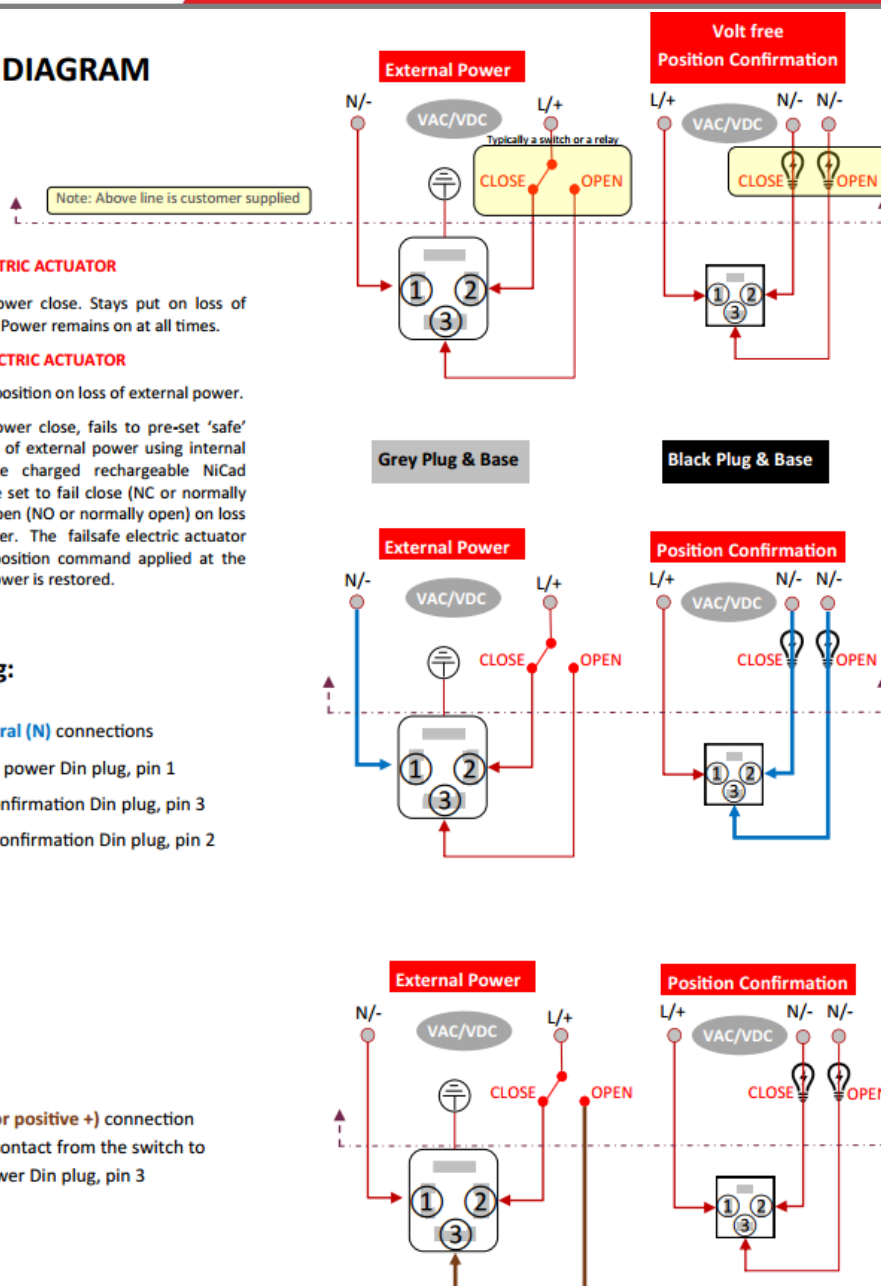 DIAGRAM
External Power
Volt free
Position Confirmation
N/-
L/+
L/+
N/- N/-
VAC/VDC
VAC/VDC
Typically a switch or a relay
CLOSE
OPEN
CLOSE
OPEN
Note: Above line is customer supplied
1 2
3
1 2
3
TRIC ACTUATOR
ower close. Stays put on loss of
Power remains on at all times.
CTRIC ACTUATOR
osition on loss of external power.
ower close, fails to pre-set ‘safe’
of external power using internal
e charged rechargeable NiCad
e set to fail close (NC or normally
pen (NO or normally open) on loss
er. The failsafe electric actuator
osition command applied at the
ower is restored.
Grey Plug & Base
Black Plug & Base
External Power
Position Confirmation
N/-
L/+
L/+
N/- N/-
VAC/VDC
VAC/VDC
CLOSE
OPEN
CLOSE
OPEN
g:
ral (N) connections
power Din plug, pin 1
nfirmation Din plug, pin 3
onfirmation Din plug, pin 2
1 2
3
1 2
3
External Power
Position Confirmation
N/-
L/+
L/+
N/- N/-
VAC/VDC
VAC/VDC
CLOSE
OPEN
CLOSE
OPEN
or positive +) connection
ontact from the switch to
wer Din plug, pin 3
1 2
3
1 2
3